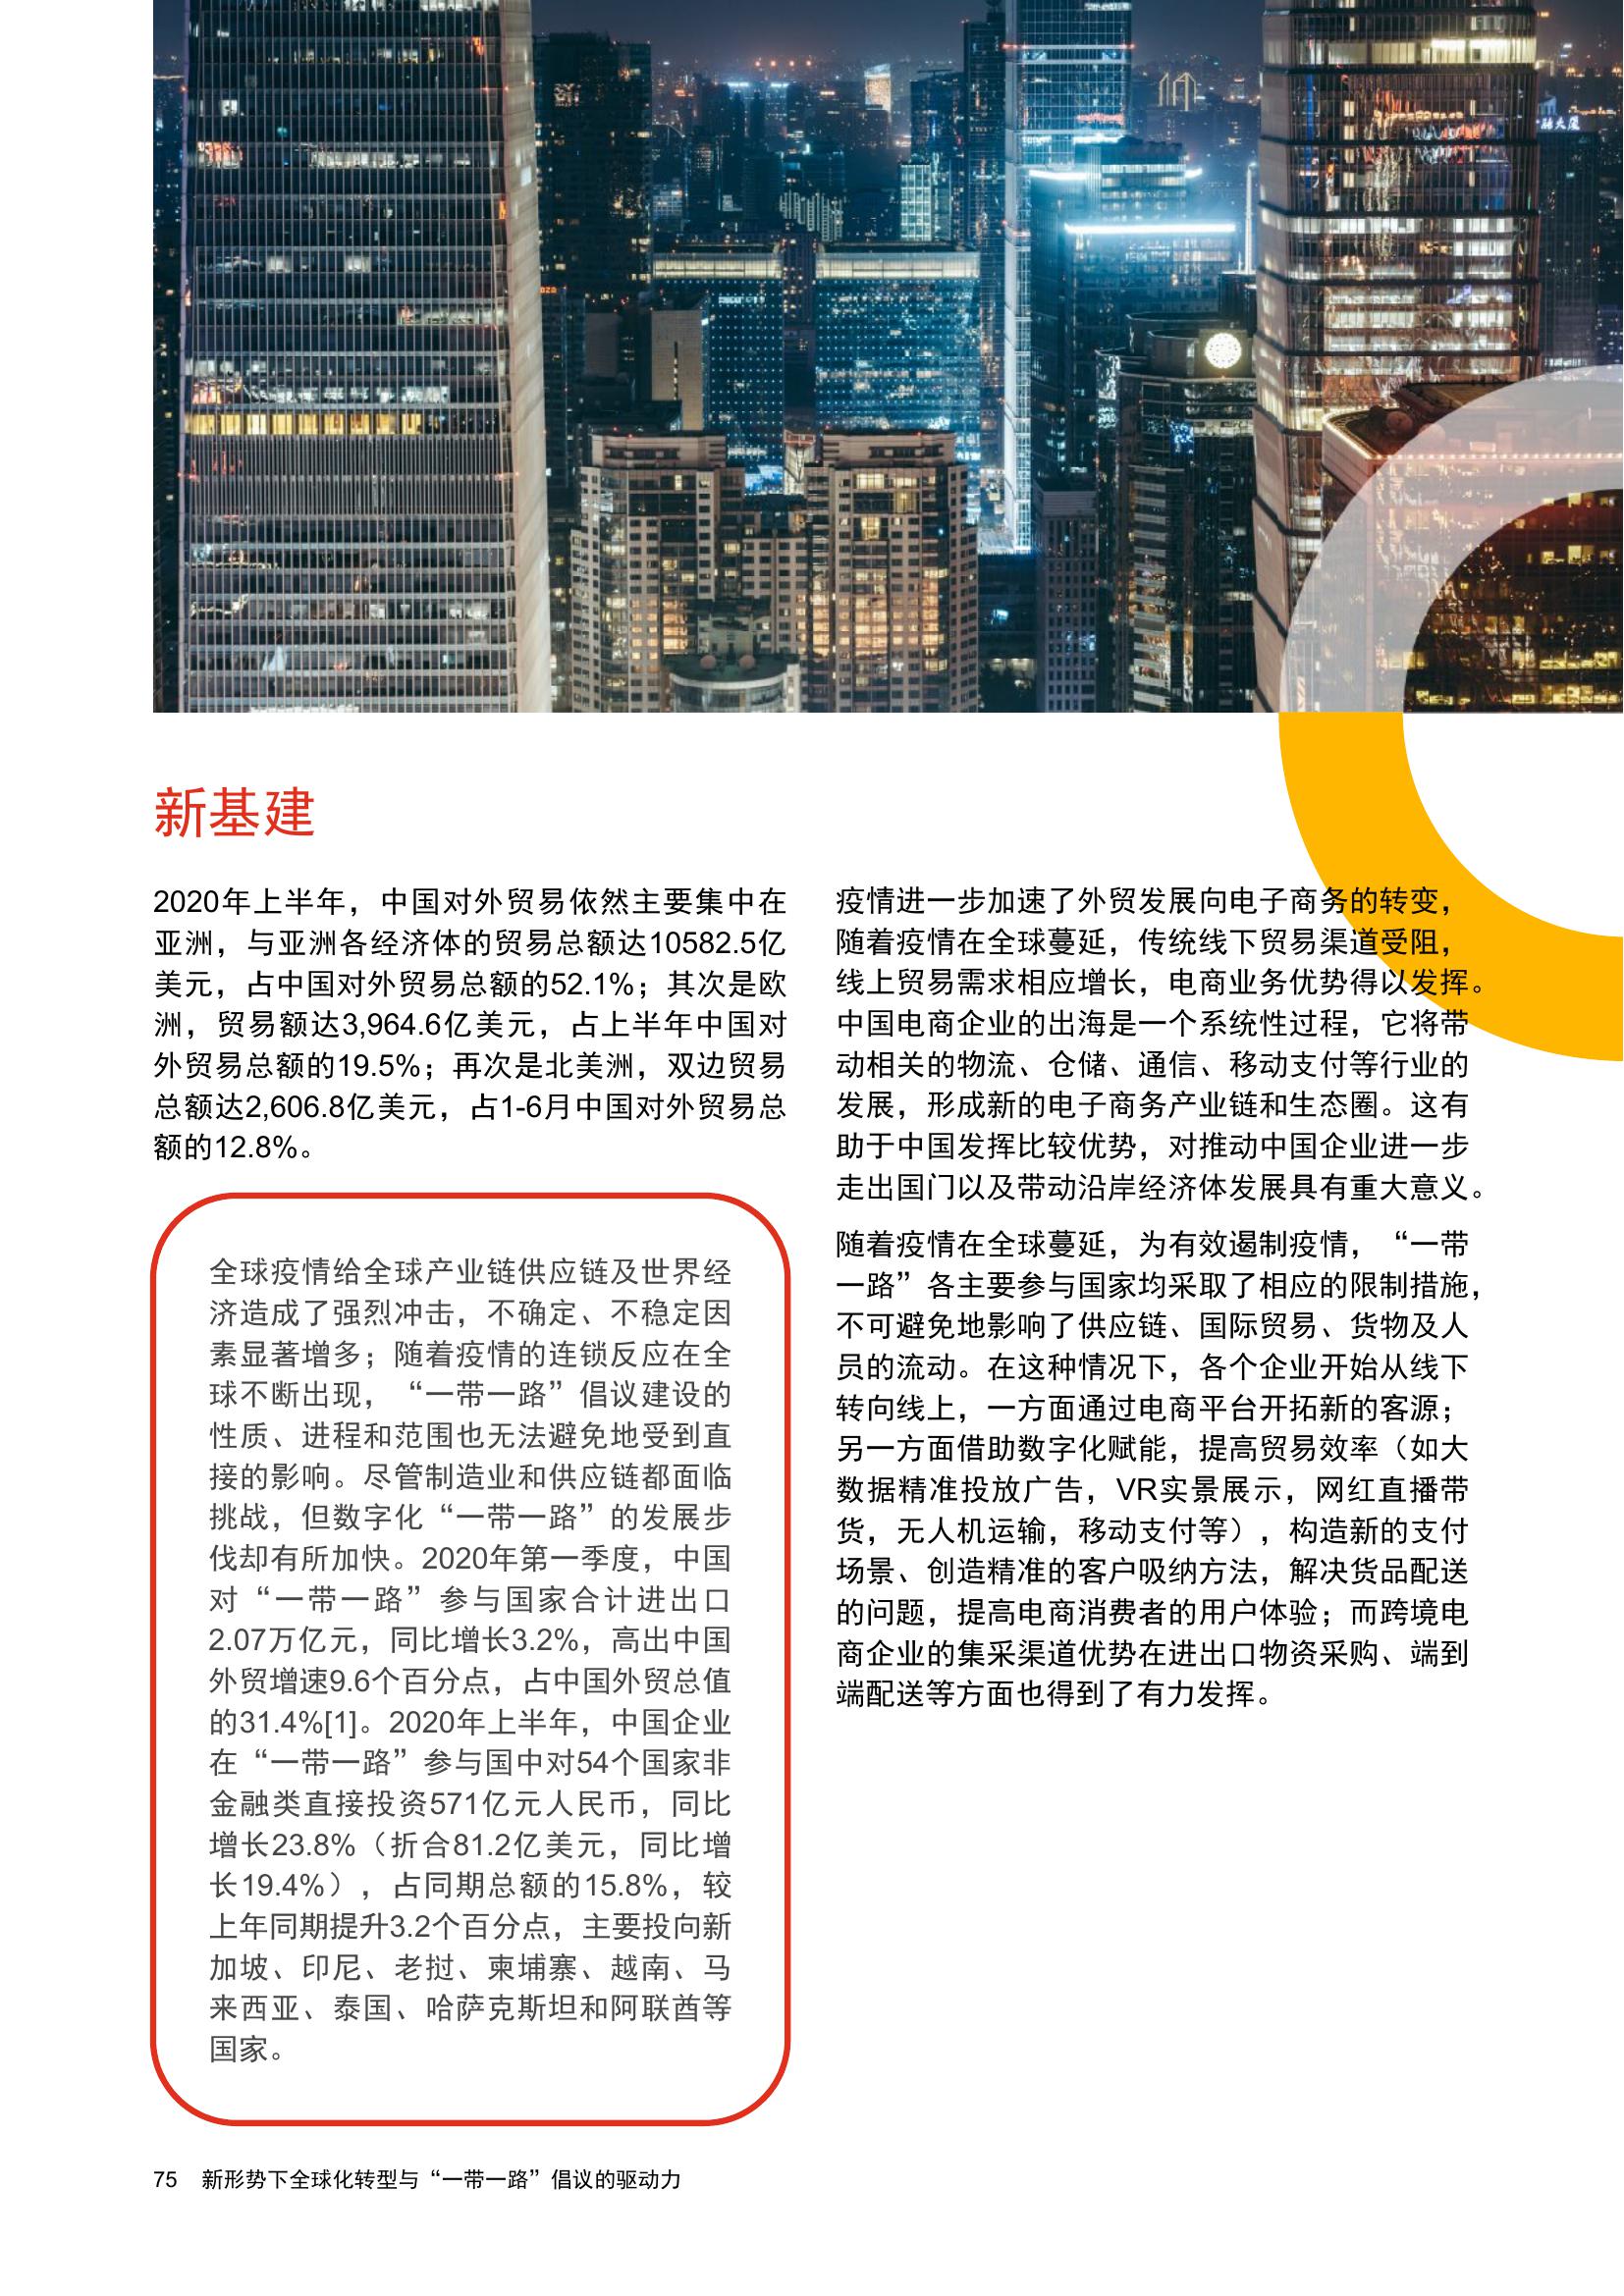 融大厦
新基建
2020年上半年，中国对外贸易依然主要集中在
亚洲，与亚洲各经济体的贸易总额达10582.5亿
美元，占中国对外贸易总额的52.1%；其次是欧
洲，贸易额达3,964.6亿美元，占上半年中国对
外贸易总额的19.5%；再次是北美洲，双边贸易
总额达2,606.8亿美元，占1-6月中国对外贸易总
额的12.8%。
全球疫情给全球产业链供应链及世界经
济造成了强烈冲击，不确定、不稳定因
素显著增多；随着疫情的连锁反应在全
球不断出现，“一带一路”倡议建设的
性质、进程和范围也无法避免地受到直
接的影响。尽管制造业和供应链都面临
挑战，但数字化“一带一路”的发展步
伐却有所加快。2020年第一季度，中国
对“一带一路”参与国家合计进出口
2.07万亿元，同比增长3.2%，高出中国
外贸增速9.6个百分点，占中国外贸总值
的31.4%[1]。2020年上半年，中国企业
在“一带一路”参与国中对54个国家非
金融类直接投资571亿元人民币，同比
增长23.8%（折合81.2亿美元，同比增
长19.4%），占同期总额的15.8%，较
上年同期提升3.2个百分点，主要投向新
加坡、印尼、老挝、柬埔寨、越南、马
来西亚、泰国、哈萨克斯坦和阿联酋等
国家。
疫情进一步加速了外贸发展向电子商务的转变，
随着疫情在全球蔓延，传统线下贸易渠道受阻，
线上贸易需求相应增长，电商业务优势得以发挥。
中国电商企业的出海是一个系统性过程，它将带
动相关的物流、仓储、通信、移动支付等行业的
发展，形成新的电子商务产业链和生态圈。这有
助于中国发挥比较优势，对推动中国企业进一步
走出国门以及带动沿岸经济体发展具有重大意义。
随着疫情在全球蔓延，为有效遏制疫情，“一带
一路”各主要参与国家均采取了相应的限制措施，
不可避免地影响了供应链、国际贸易、货物及人
员的流动。在这种情况下，各个企业开始从线下
转向线上，一方面通过电商平台开拓新的客源；
另一方面借助数字化赋能，提高贸易效率（如大
数据精准投放广告，VR实景展示，网红直播带
货，无人机运输，移动支付等），构造新的支付
场景、创造精准的客户吸纳方法，解决货品配送
的问题，提高电商消费者的用户体验；而跨境电
商企业的集采渠道优势在进出口物资采购、端到
端配送等方面也得到了有力发挥。
75 新形势下全球化转型与“一带一路”倡议的驱动力